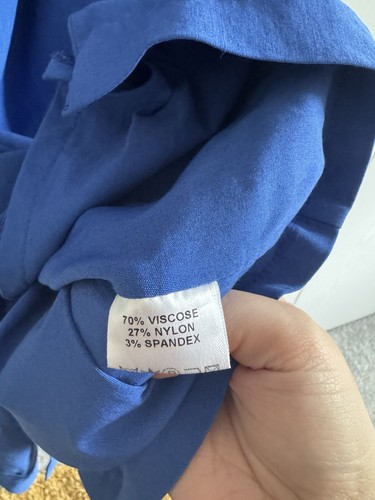 70% VISCOSE
27% NYLON
3% SPANDEX